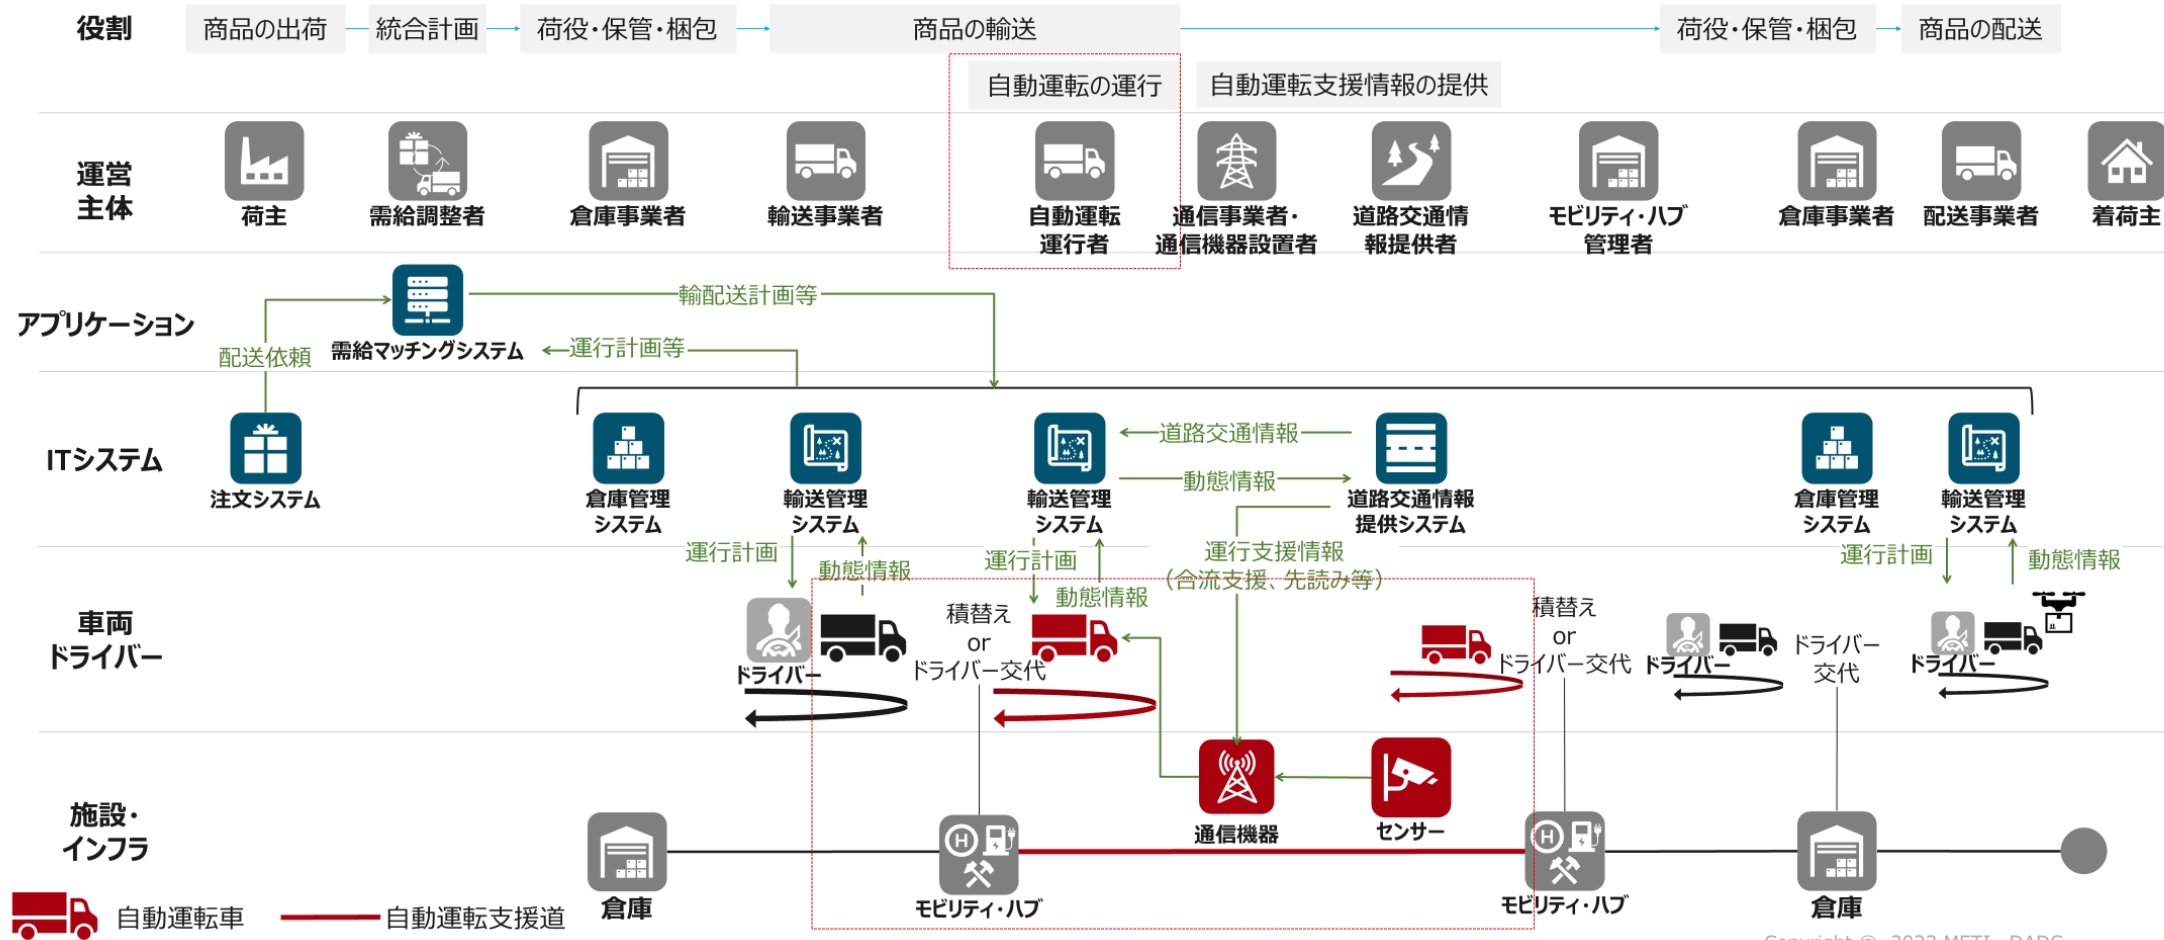 役割
商品の出荷
統合計画
荷役・保管・梱包
商品の輸送
荷役・保管・梱包
商品の配送
自動運転の運行
自動運転支援情報の提供
運営
主体
荷主
需給調整者
倉庫事業者
輸送事業者
自動運転
運行者
通信事業者・
通信機器設置者
道路交通情
報提供者
モビリティ・ハブ
管理者
倉庫事業者
配送事業者
着荷主
アプリケーション
需給マッチングシステム
輸配送計画等
運行計画等
配送依頼
ITシステム
注文システム
倉庫管理
システム
輸送管理
システム
輸送管理
システム
道路交通情報
動態情報
道路交通情報
提供システム
倉庫管理
システム
輸送管理
システム
運行計画
動態情報
運行計画
動態情報
運行支援情報
(合流支援、先読み等)
運行計画
動態情報
車両
ドライバー
ドライバー
積替え
or
ドライバー交代
積替え
or
ドライバー交代
ドライバー
ドライバー
交代
ドライバー
施設・
インフラ
倉庫
モビリティ・ハブ
通信機器
センサー
モビリティ・ハブ
倉庫
自動運転車
自動運転支援道